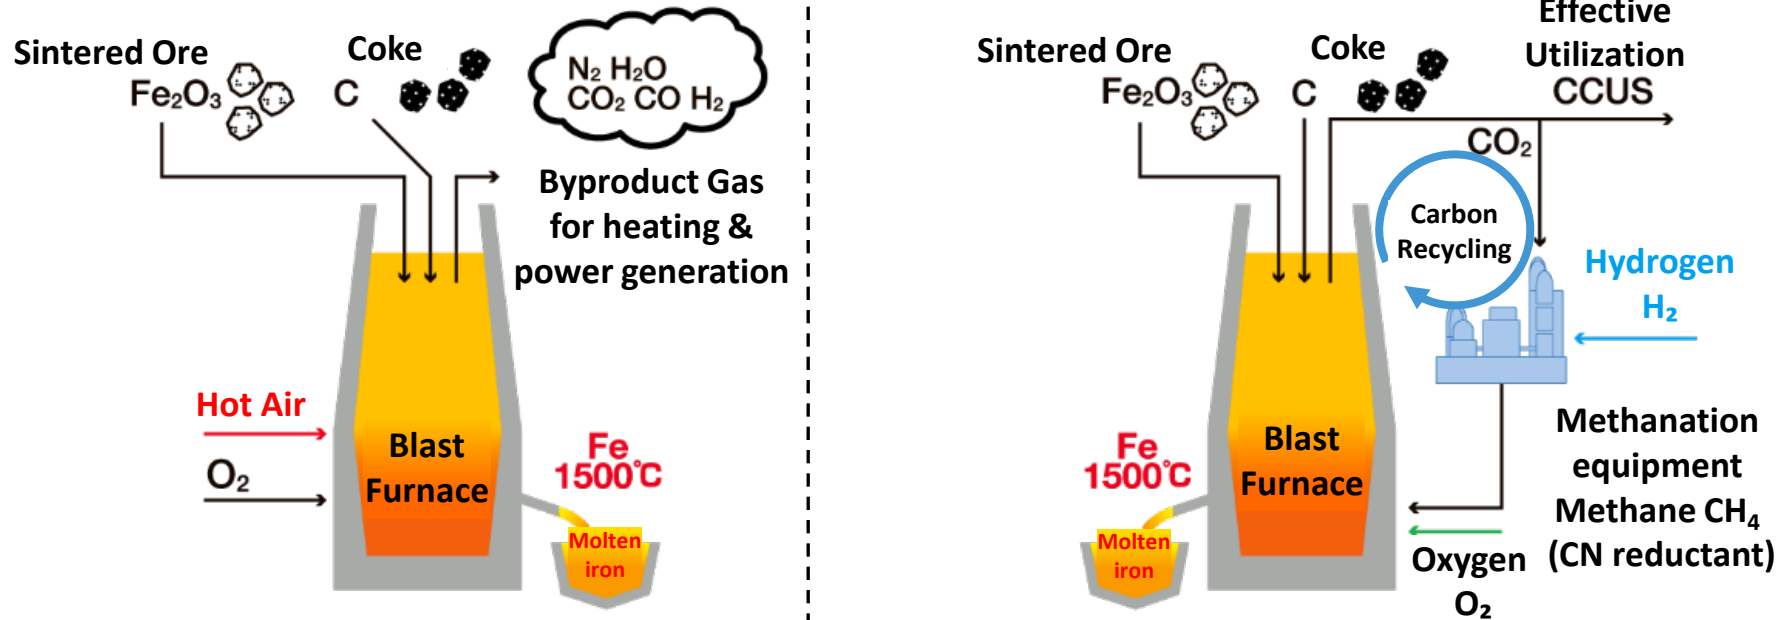 Sintered Ore
Fe₂O₃
Coke
C
N₂ H₂O
CO₂ CO H₂
Byproduct Gas
for heating &
power generation
Hot Air
O₂
Blast
Furnace
Fe
1500℃
Molten
iron
Sintered Ore
Fe₂O₃
Coke
C
Effective
Utilization
CCUS
CO₂
Carbon
Recycling
Hydrogen
H₂
Fe
1500℃
Blast
Furnace
Molten
iron
Methanation
equipment
Methane CH₄
(CN reductant)
Oxygen
O₂